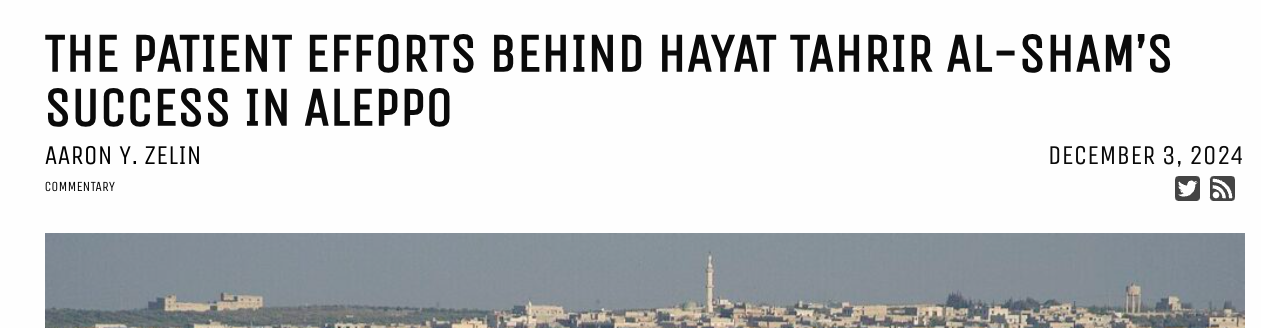 THE PATIENT EFFORTS BEHIND HAYAT TAHRIR AL-SHAM'S
SUCCESS IN ALEPPO
AARON Y. ZELIN
DECEMBER 3, 2024
COMMENTARY